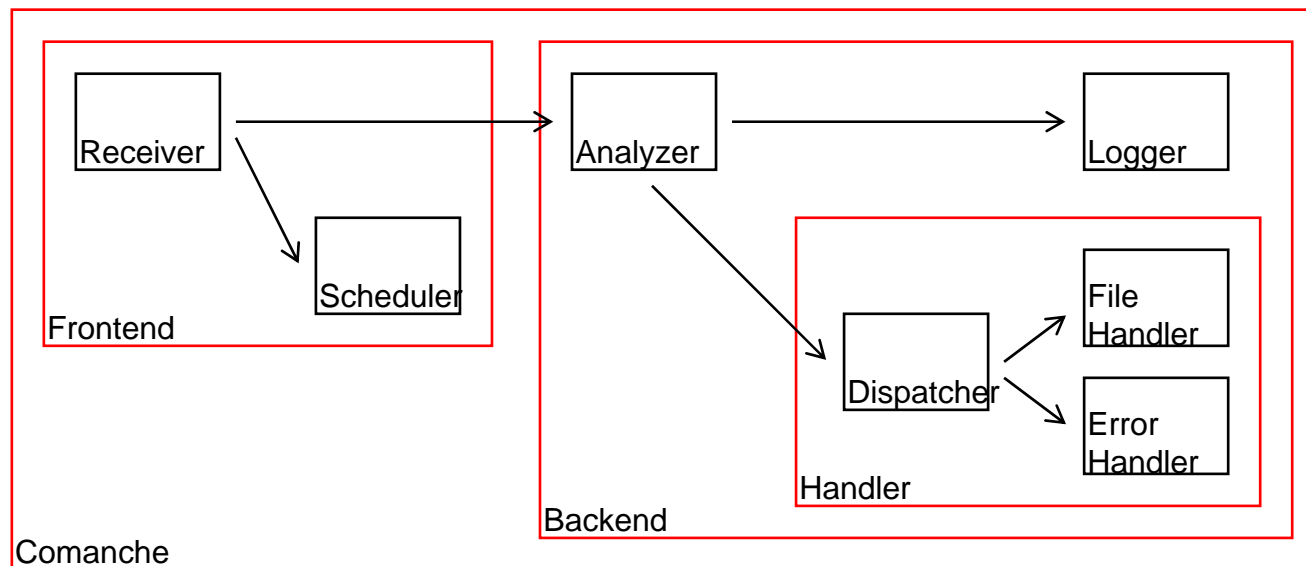 Receiver
Analyzer
Logger
Scheduler
Frontend
File
Handler
Dispatcher
Error
Handler
Handler
Backend
Comanche